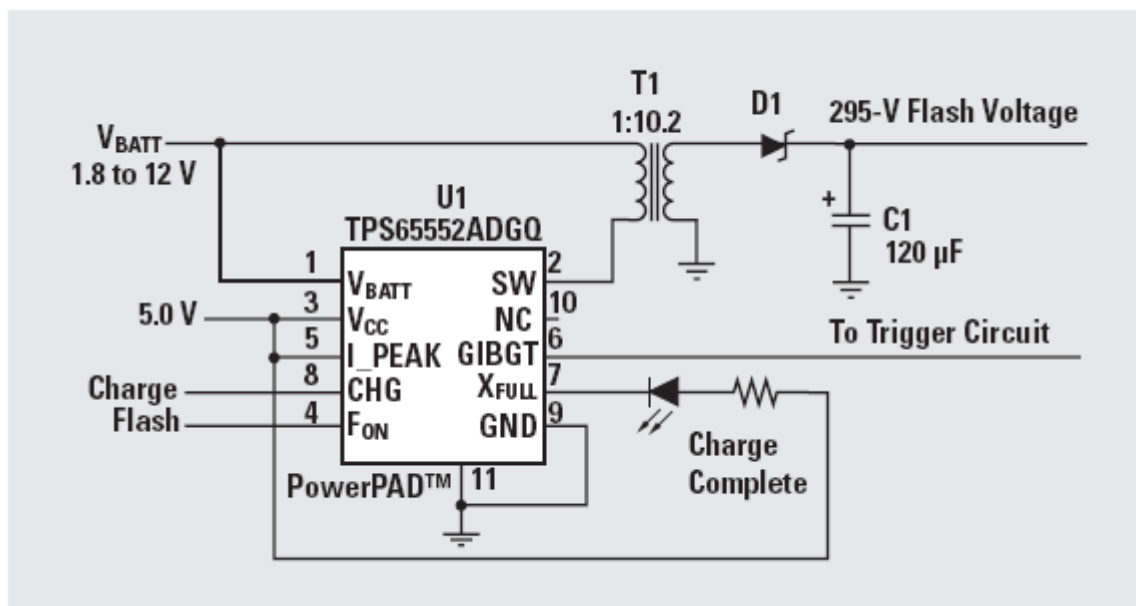 T1
1:10.2
D1
295-V Flash Voltage
VBATT
1.8 to 12 V
+
C1
120 µF
U1
TPS65552ADGQ
1
VBATT
SW
2
3
5.0 V
VCC
NC
10
5
I_PEAK
GIBGT
6
To Trigger Circuit
8
Charge
CHG
XFULL
7
4
Flash
FON
GND
9
Charge
Complete
PowerPAD™
11